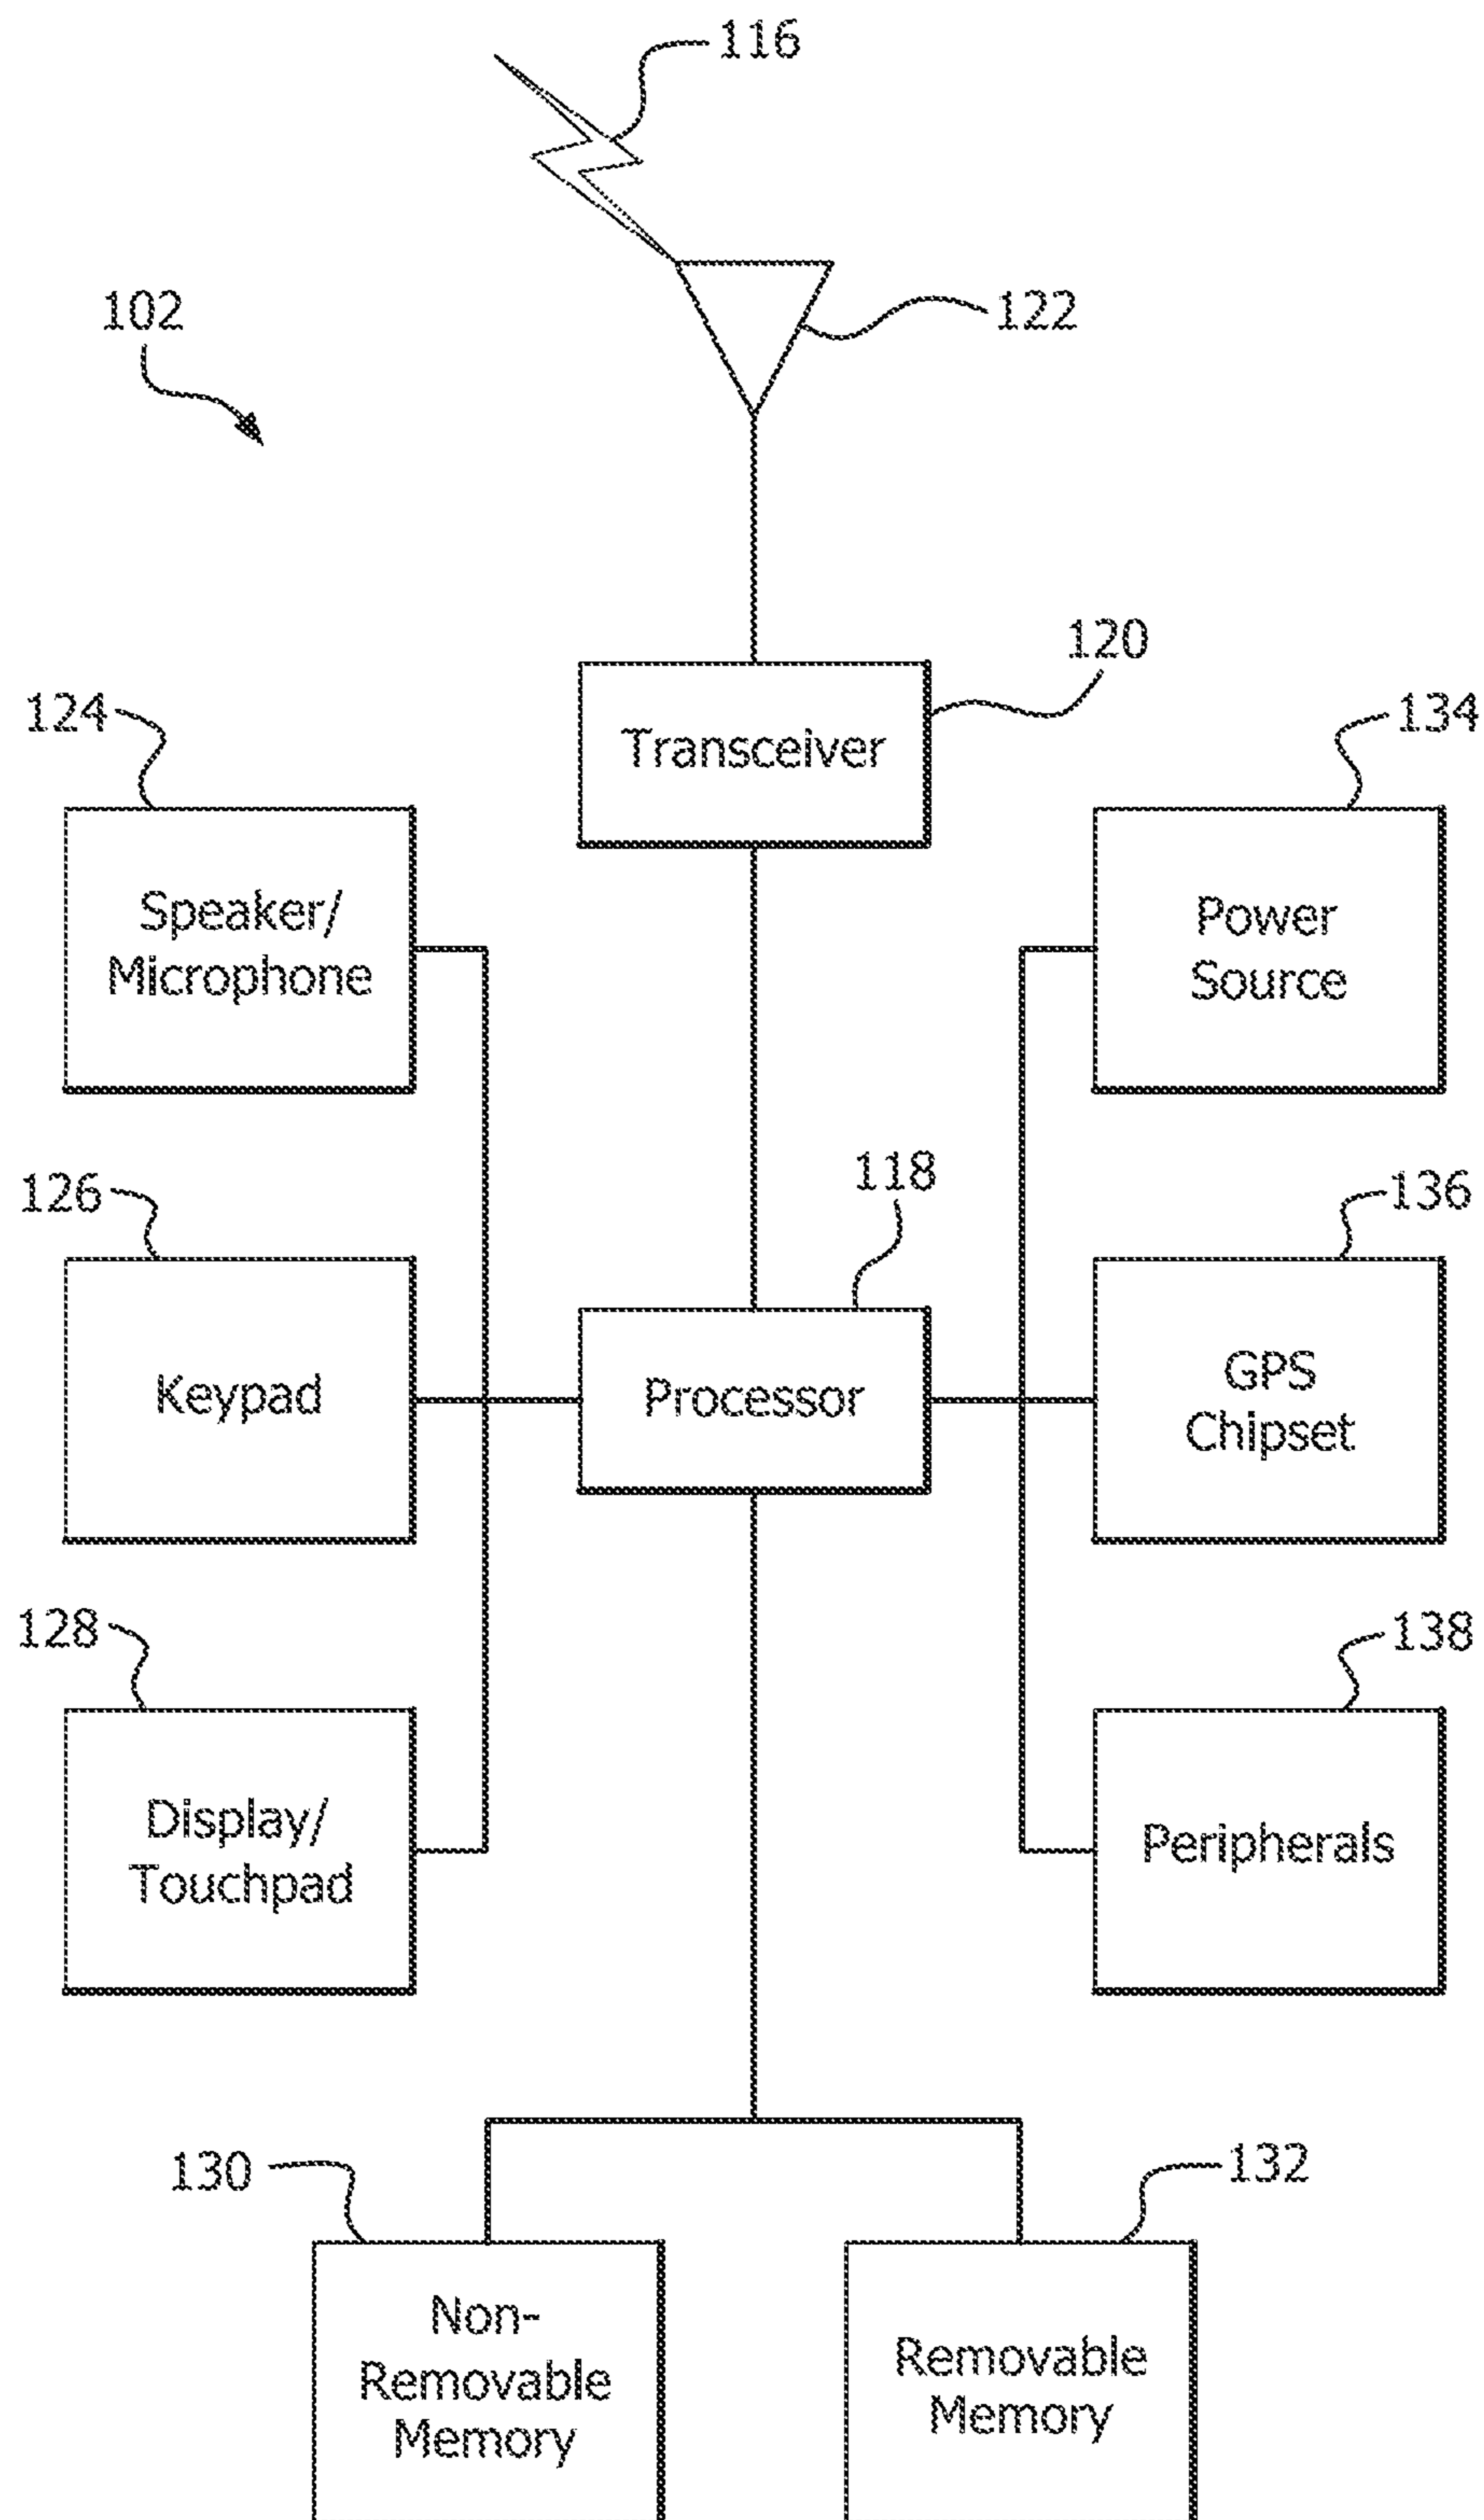 116
102
122
120
124
134
Transceiver
Speaker/
Microphone
Power
Source
118
126
136
Keypad
Processor
GPS
Chipset
128
138
Display/
Touchpad
Peripherals
130
132
Non-
Removable
Memory
Removable
Memory